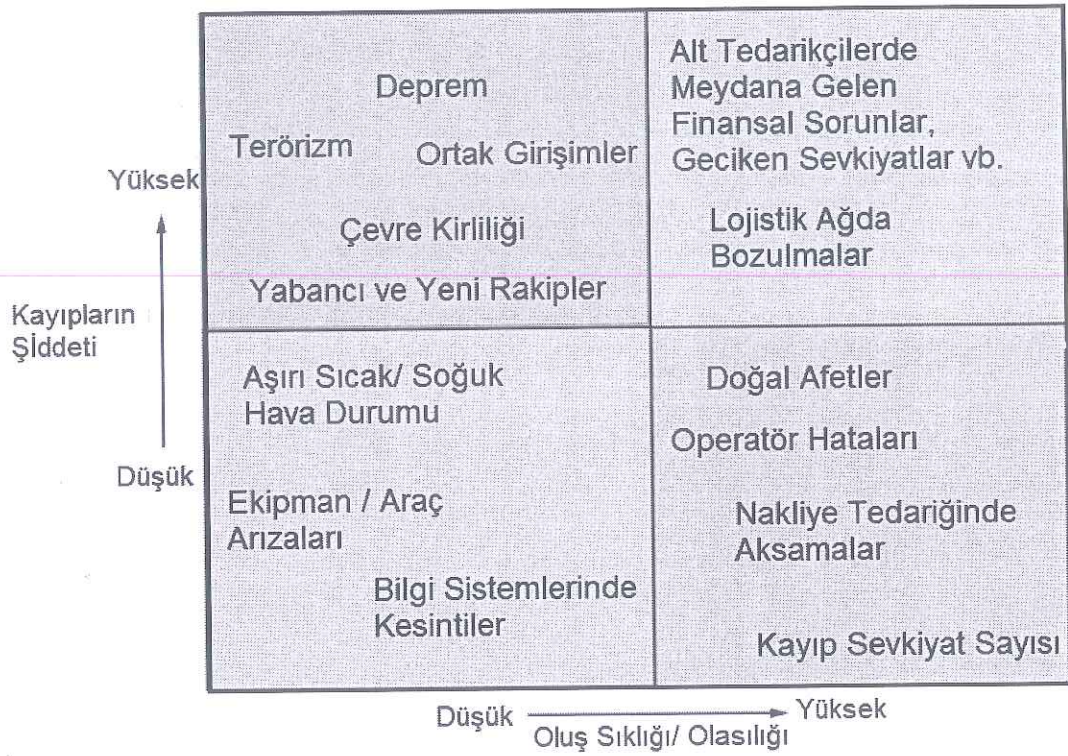 Deprem
Terörizm
Ortak Girişimler
Çevre Kirliliği
Yabancı ve Yeni Rakipler
Alt Tedarikçilerde
Meydana Gelen
Finansal Sorunlar,
Geciken Sevkiyatlar vb.
Lojistik Ağda
Bozulmalar
Yüksek
Kayıpların
Şiddeti
Düşük
Aşırı Sıcak/ Soğuk
Hava Durumu
Ekipman / Araç
Arızaları
Bilgi Sistemlerinde
Kesintiler
Doğal Afetler
Operatör Hataları
Nakliye Tedariğinde
Aksamalar
Kayıp Sevkiyat Sayısı
Düşük
Yüksek
Oluş Sıklığı/ Olasılığı